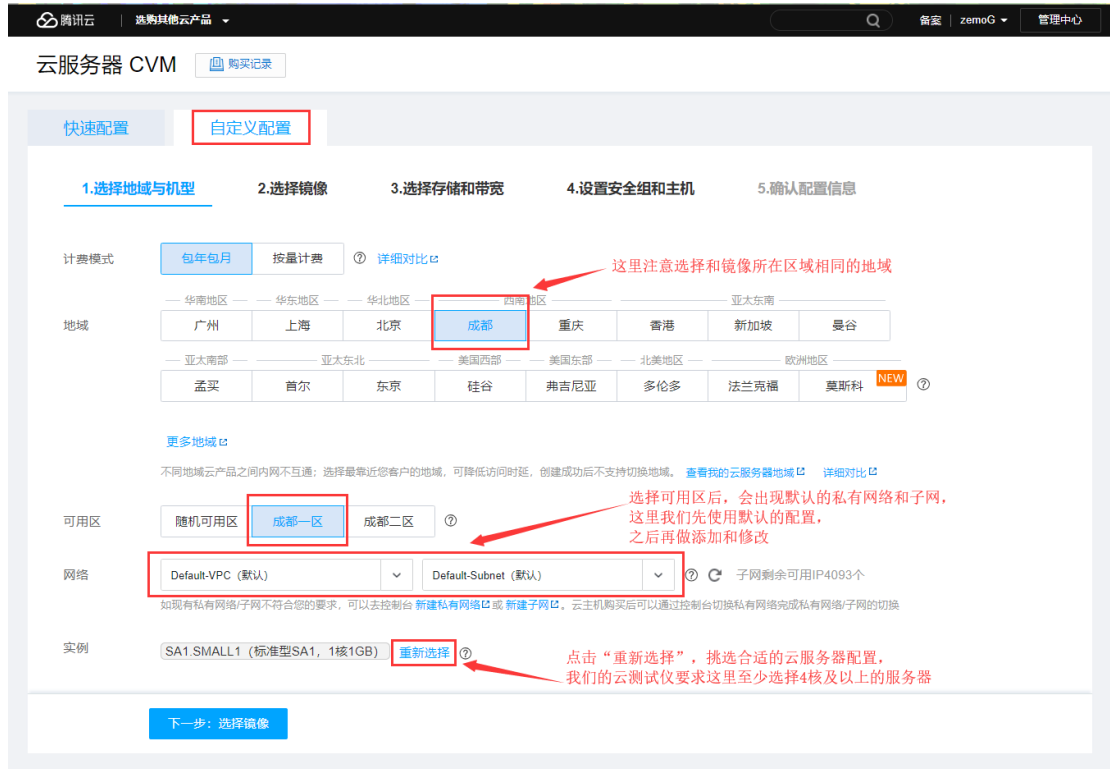 腾讯云 选购其他云产品 备案 zemoG 管理中心
云服务器 CVM 购买记录
快速配置 自定义配置
1.选择地域与机型 2.选择镜像 3.选择存储和带宽 4.设置安全组和主机 5.确认配置信息
计费模式 包年包月 按量计费 详细对比
这里注意选择和镜像所在区域相同的地域
华南地区 华东地区 华北地区 西南地区 亚太东南
地域 广州 上海 北京 成都 重庆 香港 新加坡 曼谷
亚太南部 亚太东北 美国西部 美国东部 北美地区 欧洲地区
孟买 首尔 东京 硅谷 弗吉尼亚 多伦多 法兰克福 莫斯科 NEW
更多地域
不同地域云产品之间内网不互通；选择最靠近您客户的地域，可降低访问时延，创建成功后不支持切换地域。 查看我的云服务器地域 详细对比
选择可用区后，会出现默认的私有网络和子网，
这里我们先使用默认的配置，
之后再做添加和修改
可用区 随机可用区 成都一区 成都二区
网络 Default-VPC（默认） Default-Subnet（默认） 子网剩余可用IP4093个
如现有私有网络/子网不符合您的要求，可以去控制台 新建私有网络 或 新建子网 。云主机购买后可以通过控制台切换私有网络完成私有网络/子网的切换
实例 SA1.SMALL1（标准型SA1，1核1GB） 重新选择
点击“重新选择”，挑选合适的云服务器配置，
我们的云测试仪要求这里至少选择4核及以上的服务器
下一步：选择镜像